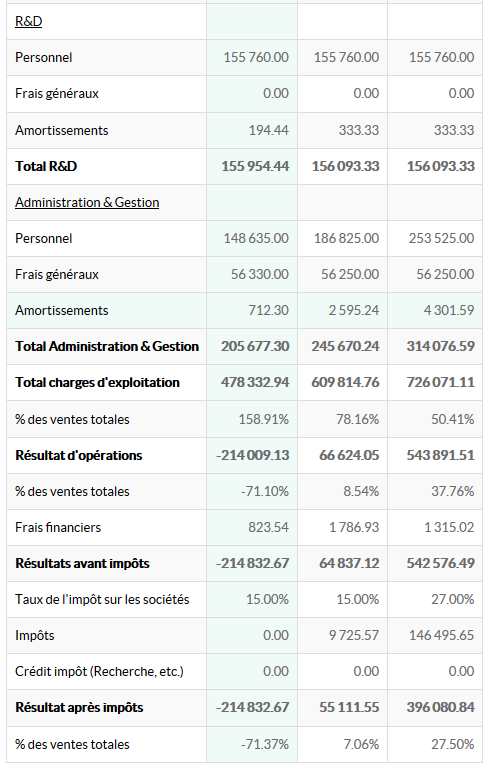 R&D
Personnel 155 760.00 155 760.00 155 760.00
Frais généraux 0.00 0.00 0.00
Amortissements 194.44 333.33 333.33
Total R&D 155 954.44 156 093.33 156 093.33
Administration & Gestion
Personnel 148 635.00 186 825.00 253 525.00
Frais généraux 56 330.00 56 250.00 56 250.00
Amortissements 712.30 2 595.24 4 301.59
Total Administration & Gestion 205 677.30 245 670.24 314 076.59
Total charges d'exploitation 478 332.94 609 814.76 726 071.11
% des ventes totales 158.91% 78.16% 50.41%
Résultat d'opérations -214 009.13 66 624.05 543 891.51
% des ventes totales -71.10% 8.54% 37.76%
Frais financiers 823.54 1 786.93 1 315.02
Résultats avant impôts -214 832.67 64 837.12 542 576.49
Taux de l'impôt sur les sociétés 15.00% 15.00% 27.00%
Impôts 0.00 9 725.57 146 495.65
Crédit impôt (Recherche, etc.) 0.00 0.00 0.00
Résultat après impôts -214 832.67 55 111.55 396 080.84
% des ventes totales -71.37% 7.06% 27.50%